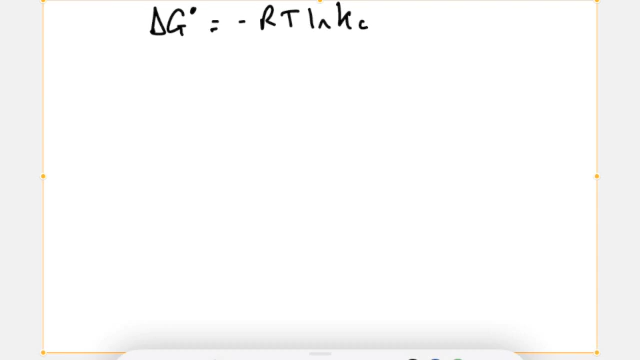 ΔG° = - RT ln kc